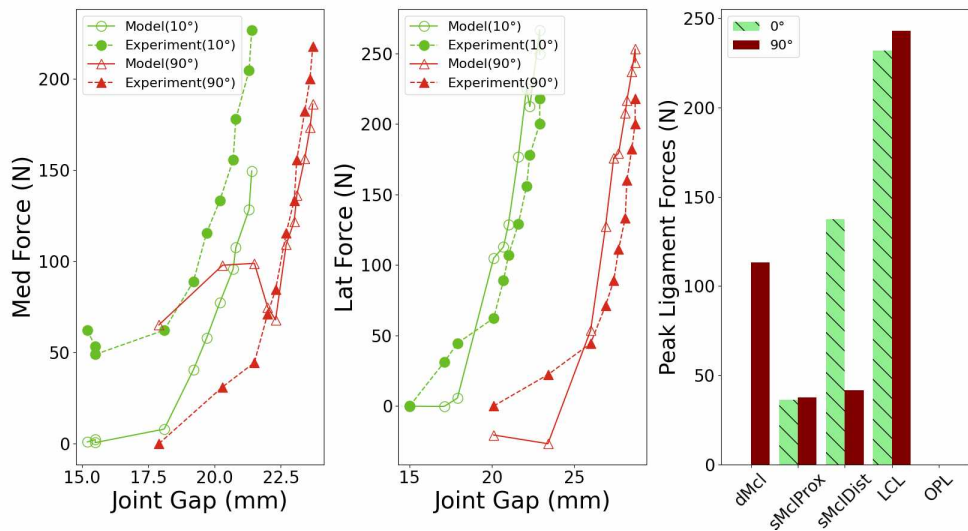 Model(10°)
Experiment(10°)
Model(90°)
Experiment(90°)
Med Force (N)
200
150
100
50
0
15.0
17.5
20.0
22.5
Joint Gap (mm)
Model(10°)
Experiment(10°)
Model(90°)
Experiment(90°)
Lat Force (N)
250
200
150
100
50
0
15
20
25
Joint Gap (mm)
0°
90°
Peak Ligament Forces (N)
250
200
150
100
50
0
dMcl
sMclProx
sMclDist
LCL
OPL